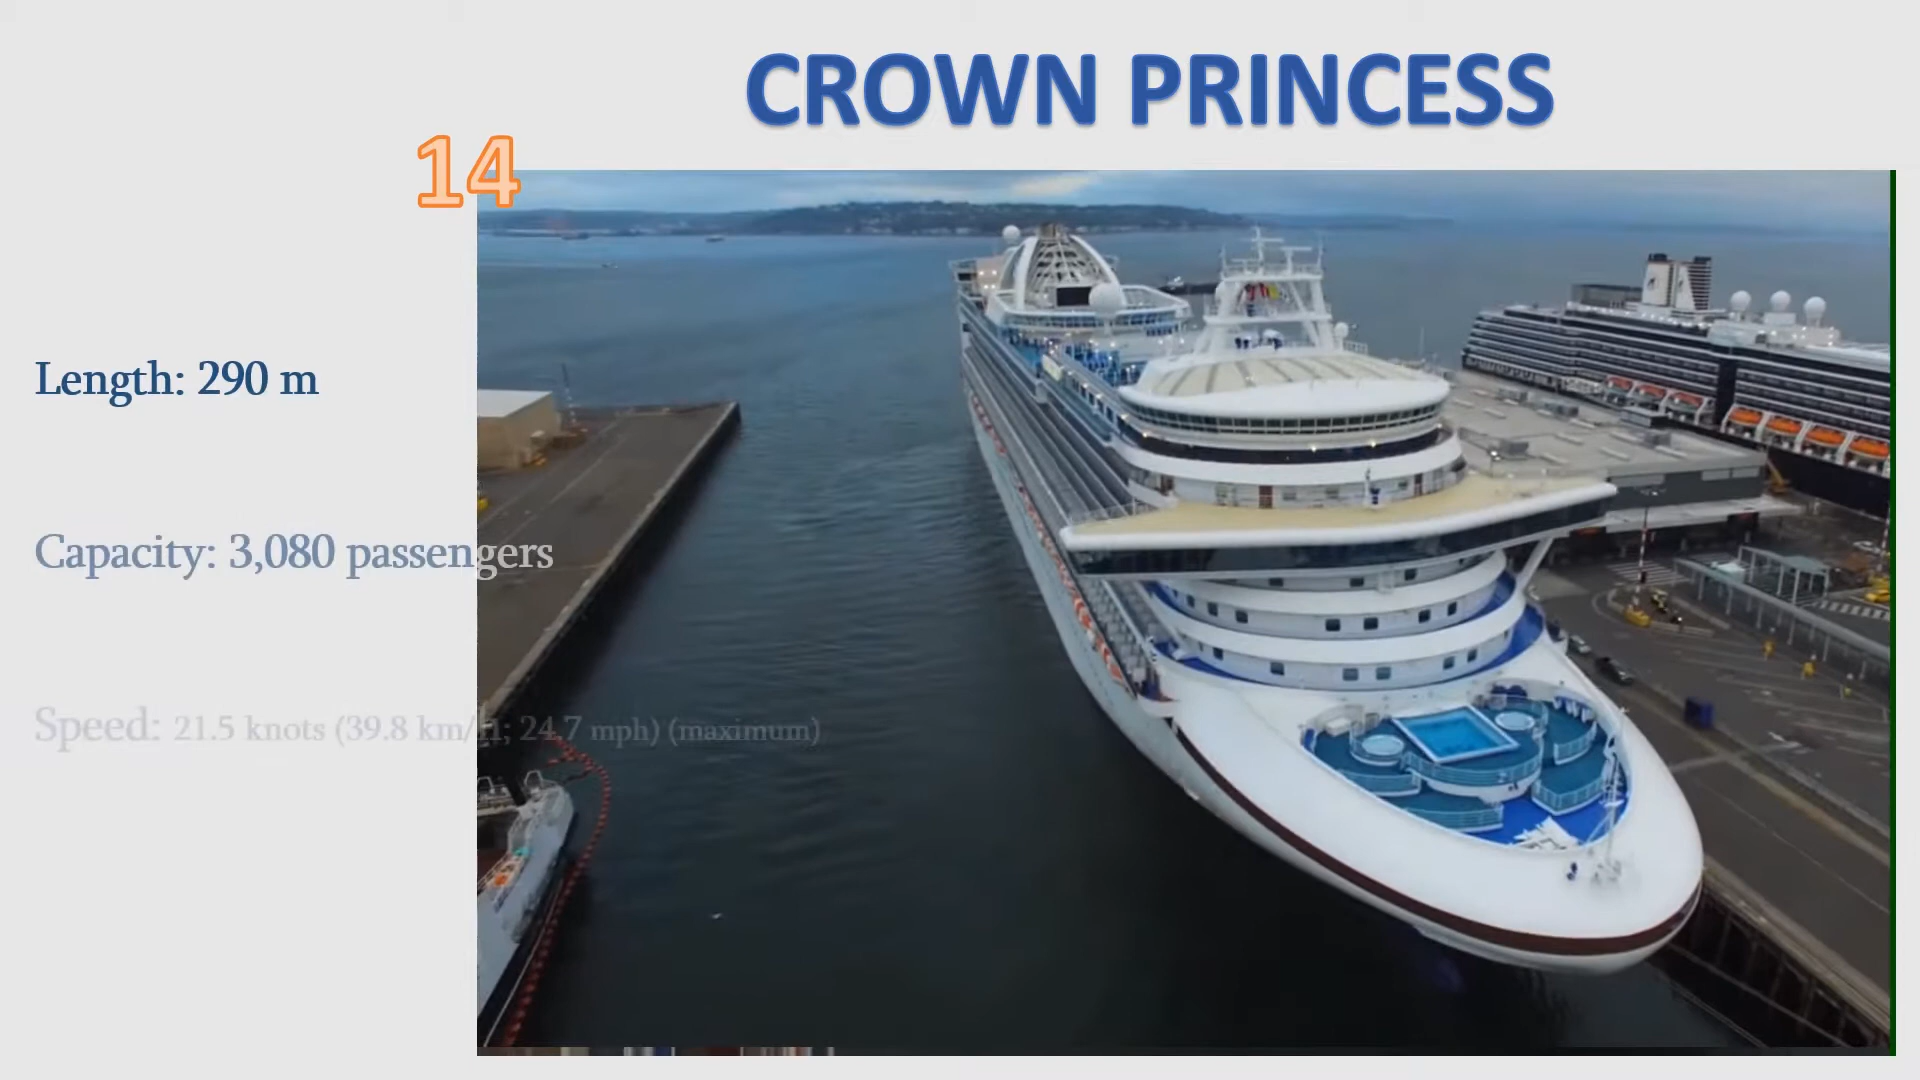 CROWN PRINCESS
14
Length: 290 m
Capacity: 3,080 passengers
Speed: 21.5 knots (39.8 km/h; 24.7 mph) (maximum)